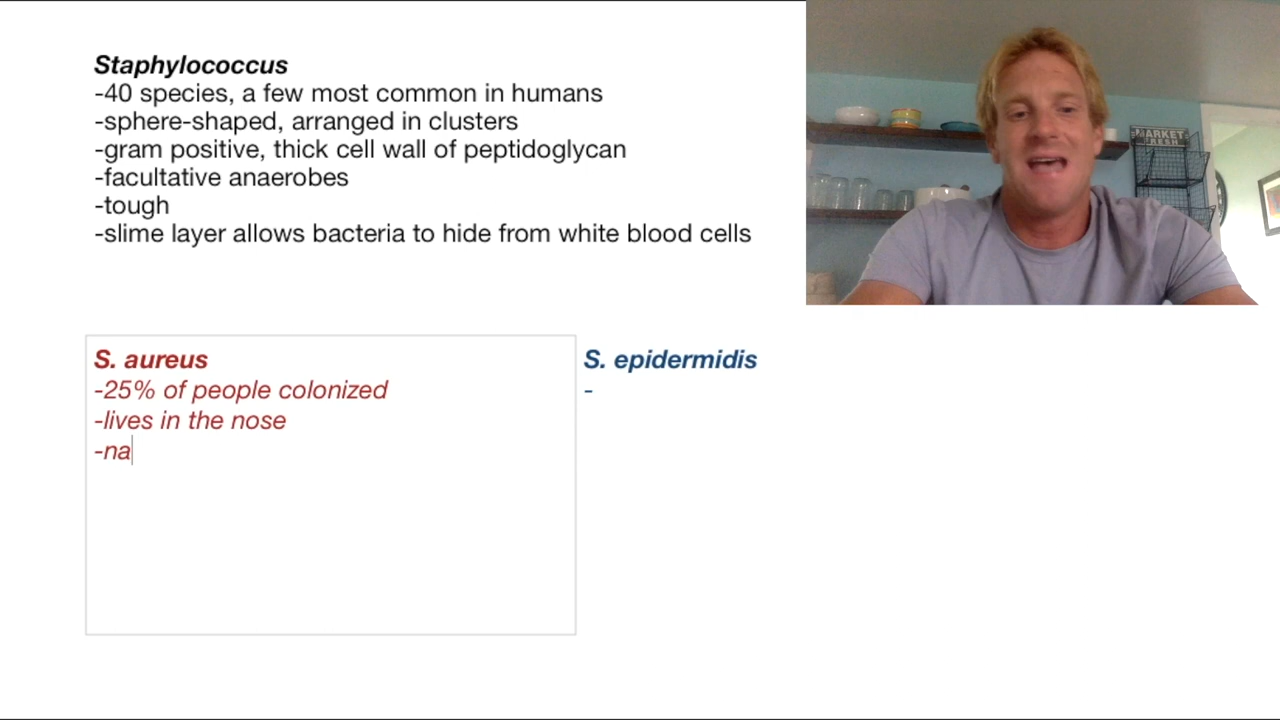 Staphylococcus
-40 species, a few most common in humans
-sphere-shaped, arranged in clusters
-gram positive, thick cell wall of peptidoglycan
-facultative anaerobes
-tough
-slime layer allows bacteria to hide from white blood cells
MARKET
FRESH
S. aureus
-25% of people colonized
-lives in the nose
-na
S. epidermidis
-